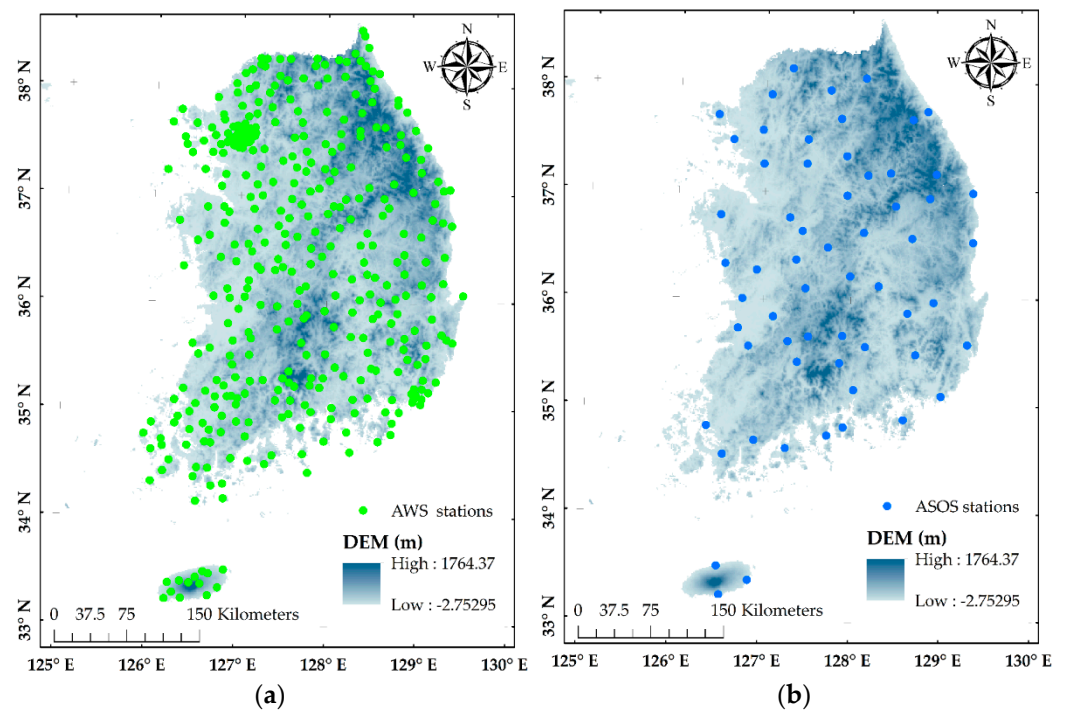 N
W E
S
38° N
37° N
36° N
35° N
34° N
33° N
AWS stations
DEM (m)
High : 1764.37
Low : -2.75295
0 37.5 75 150 Kilometers
125° E 126° E 127° E 128° E 129° E 130° E
(a)
N
W E
S
38° N
37° N
36° N
35° N
34° N
33° N
ASOS stations
DEM (m)
High : 1764.37
Low : -2.75295
0 37.5 75 150 Kilometers
125° E 126° E 127° E 128° E 129° E 130° E
(b)